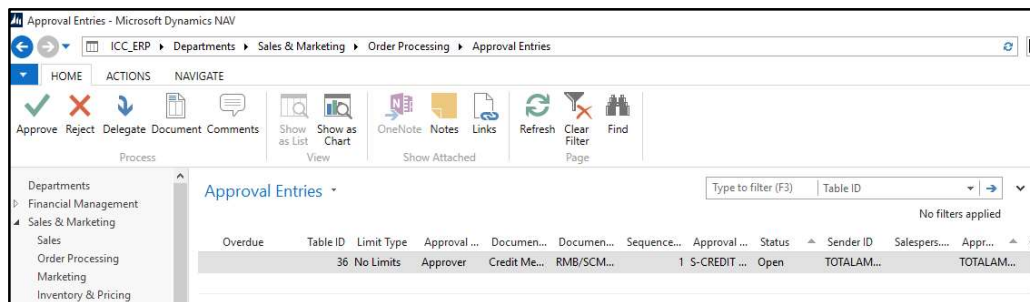 Approval Entries - Microsoft Dynamics NAV
ICC_ERP ▸ Departments ▸ Sales & Marketing ▸ Order Processing ▸ Approval Entries
HOME ACTIONS NAVIGATE
Approve Reject Delegate Document Comments Show as List Show as Chart OneNote Notes Links Refresh Clear Filter Find
Process View Show Attached Page
Departments
Financial Management
Sales & Marketing
Sales
Order Processing
Marketing
Inventory & Pricing
Approval Entries
Type to filter (F3) Table ID
No filters applied
Overdue Table ID Limit Type Approval ... Documen... Documen... Sequence... Approval ... Status Sender ID Salespers.... Appr...
36 No Limits Approver Credit Me... RMB/SCM... 1 S-CREDIT ... Open TOTALAM... TOTALAM...